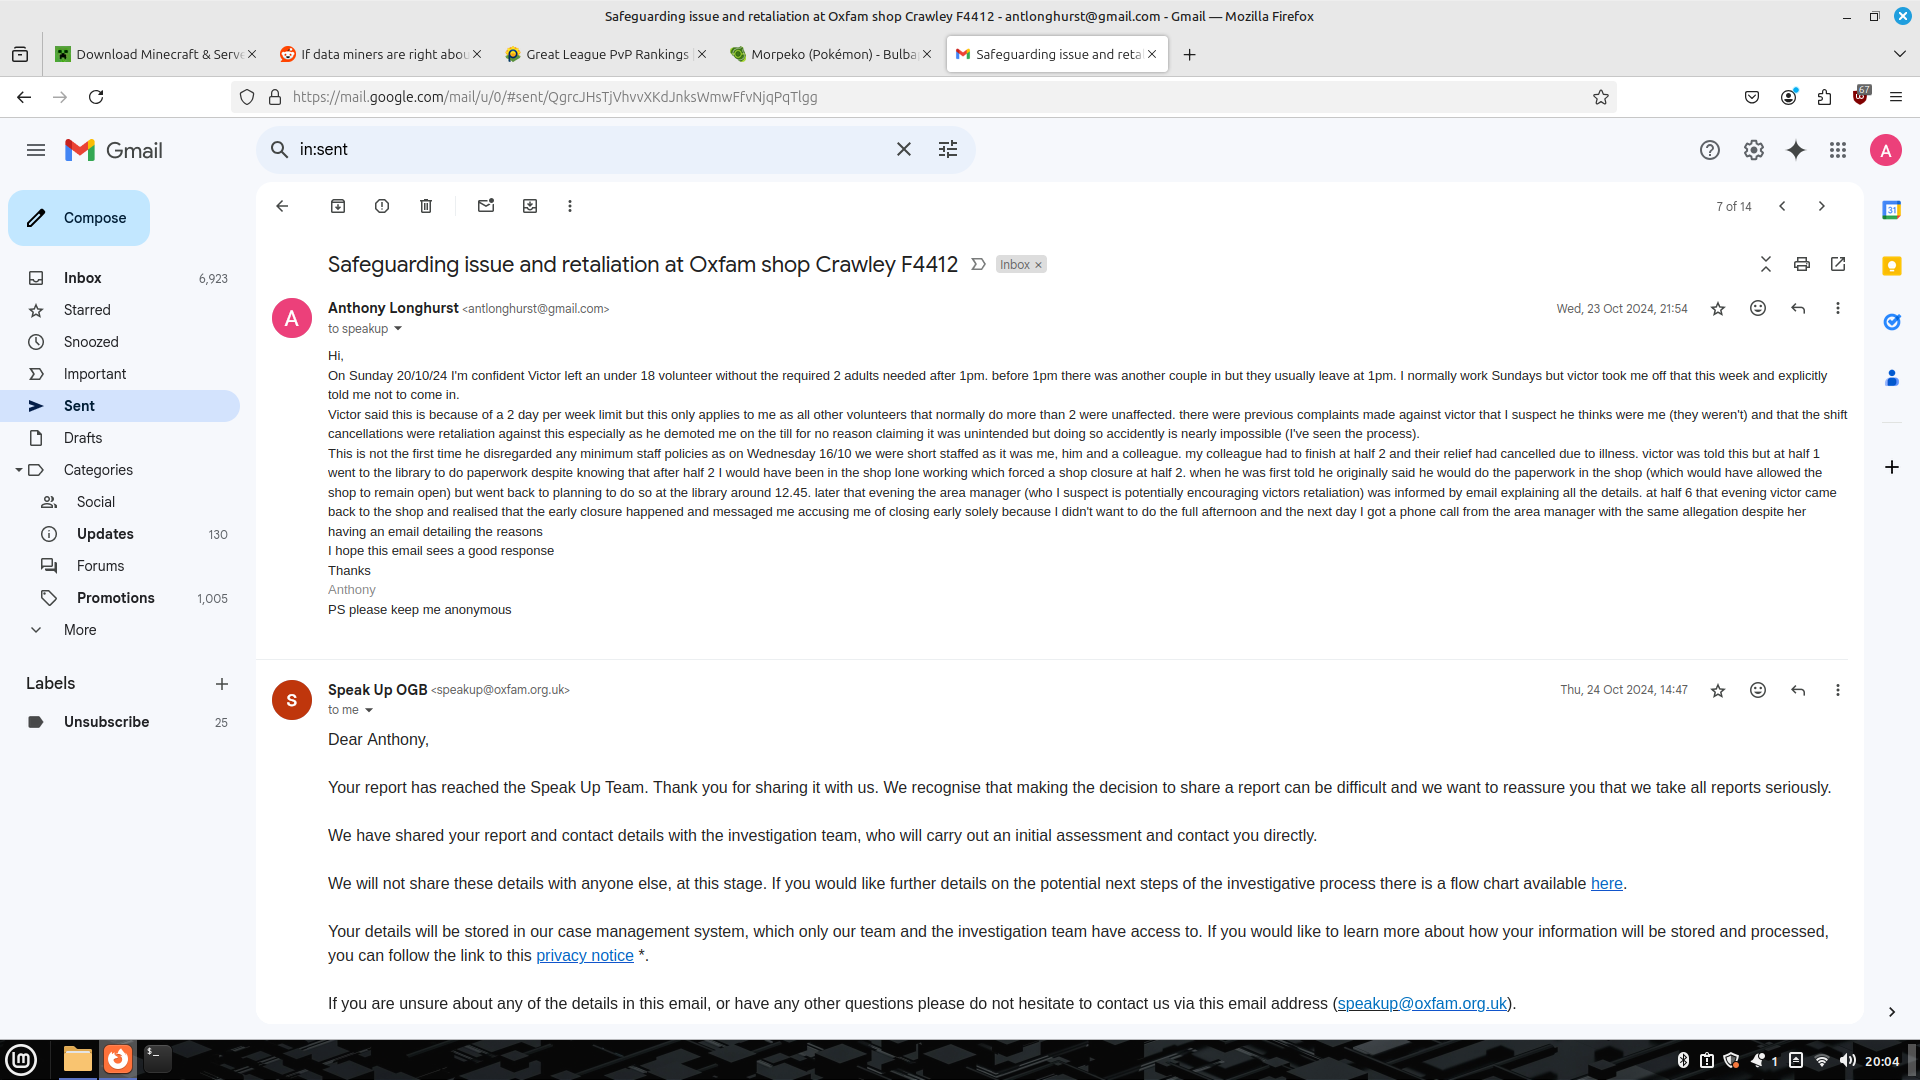 Safeguarding issue and retaliation at Oxfam shop Crawley F4412 - antlonghurst@gmail.com - Gmail — Mozilla Firefox
Download Minecraft & Serve
If data miners are right abou
Great League PvP Rankings
Morpeko (Pokémon) - Bulba
Safeguarding issue and reta
https://mail.google.com/mail/u/0/#sent/QgrcJHsTjVhvvXKdJnksWmwFfvNjqPqTlgg
67
Gmail
in:sent
A
Compose
7 of 14
31
Inbox 6,923
Starred
Snoozed
Important
Sent
Drafts
Categories
Social
Updates 130
Forums
Promotions 1,005
More
Labels
Unsubscribe 25
Safeguarding issue and retaliation at Oxfam shop Crawley F4412
Inbox ×
A
Anthony Longhurst <antlonghurst@gmail.com>
Wed, 23 Oct 2024, 21:54
to speakup
Hi,
On Sunday 20/10/24 I'm confident Victor left an under 18 volunteer without the required 2 adults needed after 1pm. before 1pm there was another couple in but they usually leave at 1pm. I normally work Sundays but victor took me off that this week and explicitly
told me not to come in.
Victor said this is because of a 2 day per week limit but this only applies to me as all other volunteers that normally do more than 2 were unaffected. there were previous complaints made against victor that I suspect he thinks were me (they weren't) and that the shift
cancellations were retaliation against this especially as he demoted me on the till for no reason claiming it was unintended but doing so accidently is nearly impossible (I've seen the process).
This is not the first time he disregarded any minimum staff policies as on Wednesday 16/10 we were short staffed as it was me, him and a colleague. my colleague had to finish at half 2 and their relief had cancelled due to illness. victor was told this but at half 1
went to the library to do paperwork despite knowing that after half 2 I would have been in the shop lone working which forced a shop closure at half 2. when he was first told he originally said he would do the paperwork in the shop (which would have allowed the
shop to remain open) but went back to planning to do so at the library around 12.45. later that evening the area manager (who I suspect is potentially encouraging victors retaliation) was informed by email explaining all the details. at half 6 that evening victor came
back to the shop and realised that the early closure happened and messaged me accusing me of closing early solely because I didn't want to do the full afternoon and the next day I got a phone call from the area manager with the same allegation despite her
having an email detailing the reasons
I hope this email sees a good response
Thanks
Anthony
PS please keep me anonymous
S
Speak Up OGB <speakup@oxfam.org.uk>
Thu, 24 Oct 2024, 14:47
to me
Dear Anthony,
Your report has reached the Speak Up Team. Thank you for sharing it with us. We recognise that making the decision to share a report can be difficult and we want to reassure you that we take all reports seriously.
We have shared your report and contact details with the investigation team, who will carry out an initial assessment and contact you directly.
We will not share these details with anyone else, at this stage. If you would like further details on the potential next steps of the investigative process there is a flow chart available here.
Your details will be stored in our case management system, which only our team and the investigation team have access to. If you would like to learn more about how your information will be stored and processed,
you can follow the link to this privacy notice *.
If you are unsure about any of the details in this email, or have any other questions please do not hesitate to contact us via this email address (speakup@oxfam.org.uk).
1
20:04